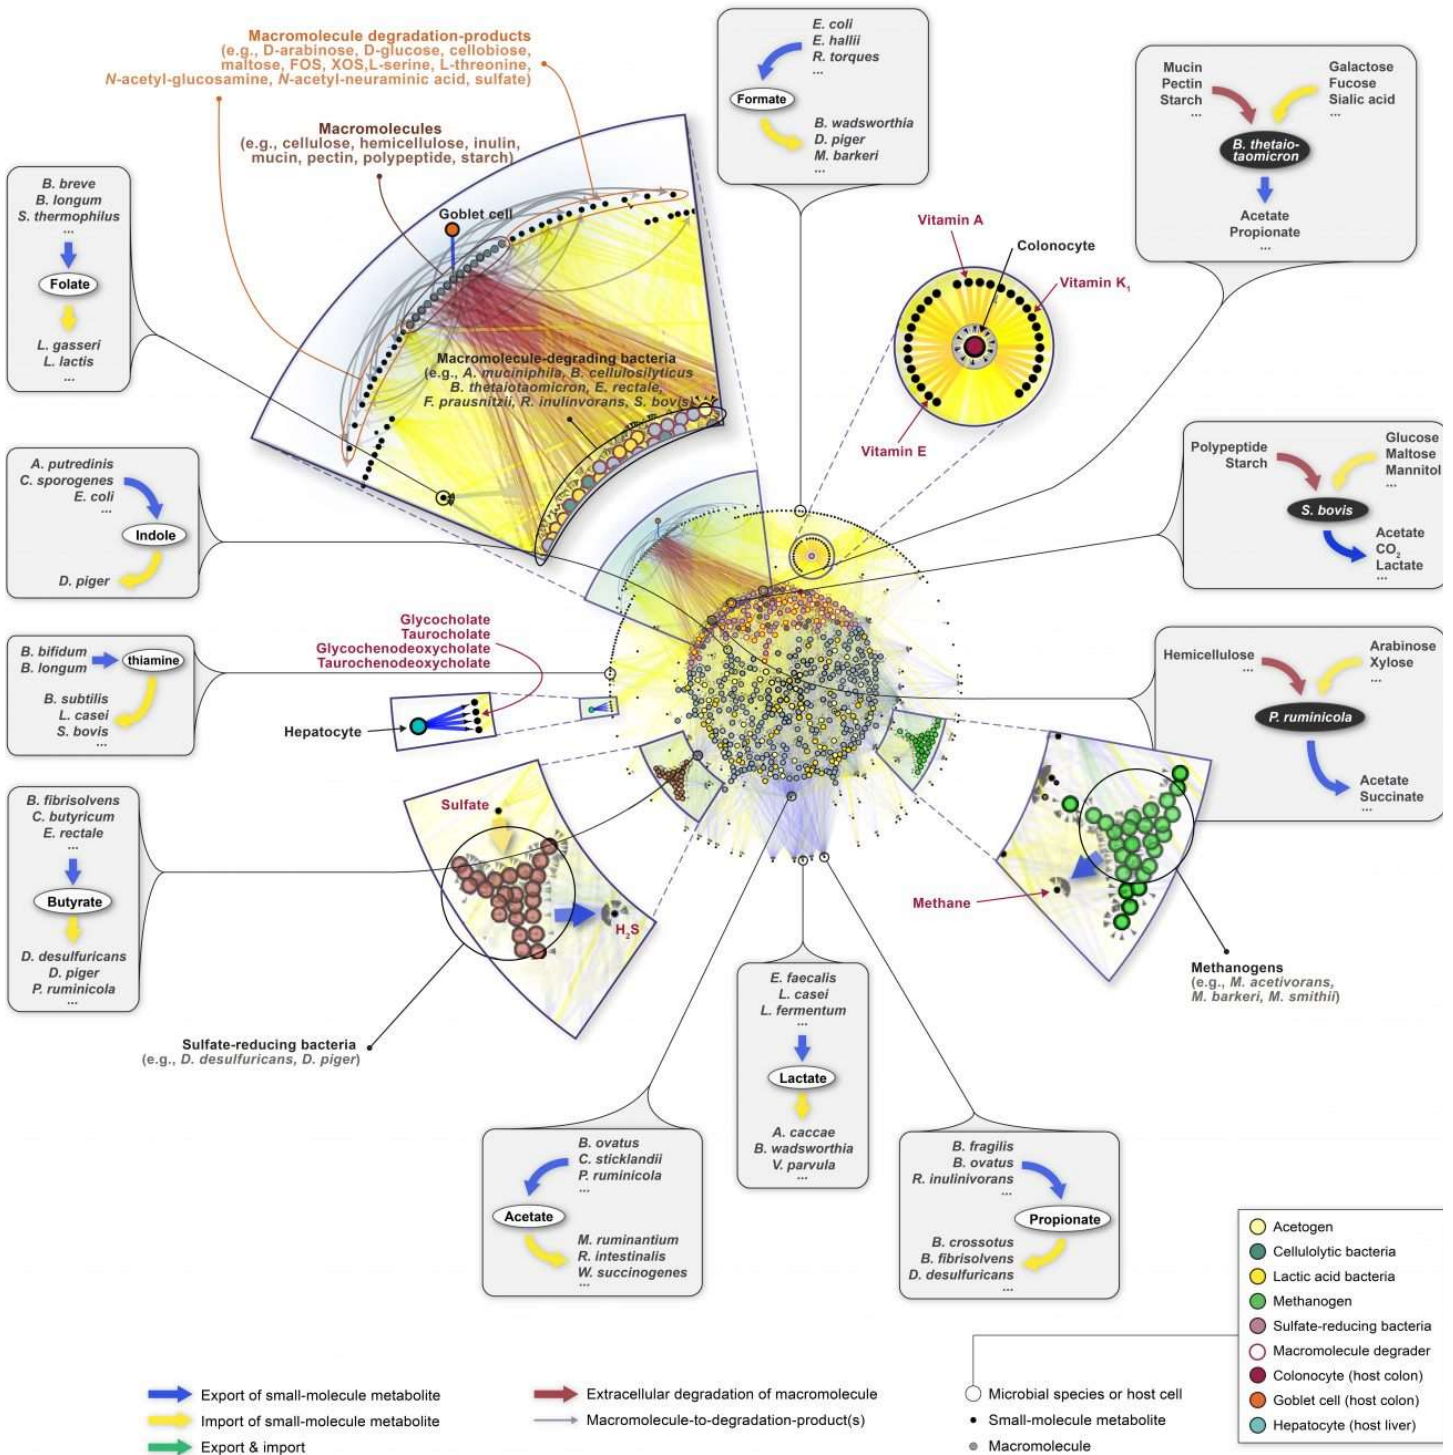 Macromolecule degradation-products
(e.g., D-arabinose, D-glucose, cellobiose,
maltose, FOS, XOS,L-serine, L-threonine,
N-acetyl-glucosamine, N-acetyl-neuraminic acid, sulfate)
Macromolecules
(e.g., cellulose, hemicellulose, inulin,
mucin, pectin, polypeptide, starch)
Goblet cell
Macromolecule-degrading bacteria
(e.g., A. muciniphila, B. cellulosilyticus
B. thetaiotaomicron, E. rectale,
F. prausnitzii, R. inulinvorans, S. bovis)
E. coli
E. hallii
R. torques
...
Formate
B. wadsworthia
D. piger
M. barkeri
...
Mucin
Pectin
Starch
...
Galactose
Fucose
Sialic acid
...
B. thetaio-
taomicron
Acetate
Propionate
...
B. breve
B. longum
S. thermophilus
...
Folate
L. gasseri
L. lactis
...
Vitamin A
Colonocyte
Vitamin K1
Vitamin E
A. putredinis
C. sporogenes
E. coli
...
Indole
D. piger
Polypeptide
Starch
Glucose
Maltose
Mannitol
...
S. bovis
Acetate
CO2
Lactate
...
B. bifidum
B. longum
thiamine
B. subtilis
L. casei
S. bovis
...
Glycocholate
Taurocholate
Glycochenodeoxycholate
Taurochenodeoxycholate
Hepatocyte
Hemicellulose
...
Arabinose
Xylose
...
P. ruminicola
Acetate
Succinate
...
B. fibrisolvens
C. butyricum
E. rectale
...
Butyrate
D. desulfuricans
D. piger
P. ruminicola
...
Sulfate
H2S
Sulfate-reducing bacteria
(e.g., D. desulfuricans, D. piger)
Methane
Methanogens
(e.g., M. acetivorans,
M. barkeri, M. smithii)
E. faecalis
L. casei
L. fermentum
...
Lactate
A. caccae
B. wadsworthia
V. parvula
...
B. ovatus
C. sticklandii
P. ruminicola
...
Acetate
M. ruminantium
R. intestinalis
W. succinogenes
...
B. fragilis
B. ovatus
R. inulinivorans
...
Propionate
B. crossotus
B. fibrisolvens
D. desulfuricans
...
Acetogen
Cellulolytic bacteria
Lactic acid bacteria
Methanogen
Sulfate-reducing bacteria
Macromolecule degrader
Colonocyte (host colon)
Goblet cell (host colon)
Hepatocyte (host liver)
Export of small-molecule metabolite
Import of small-molecule metabolite
Export & import
Extracellular degradation of macromolecule
Macromolecule-to-degradation-product(s)
Microbial species or host cell
Small-molecule metabolite
Macromolecule